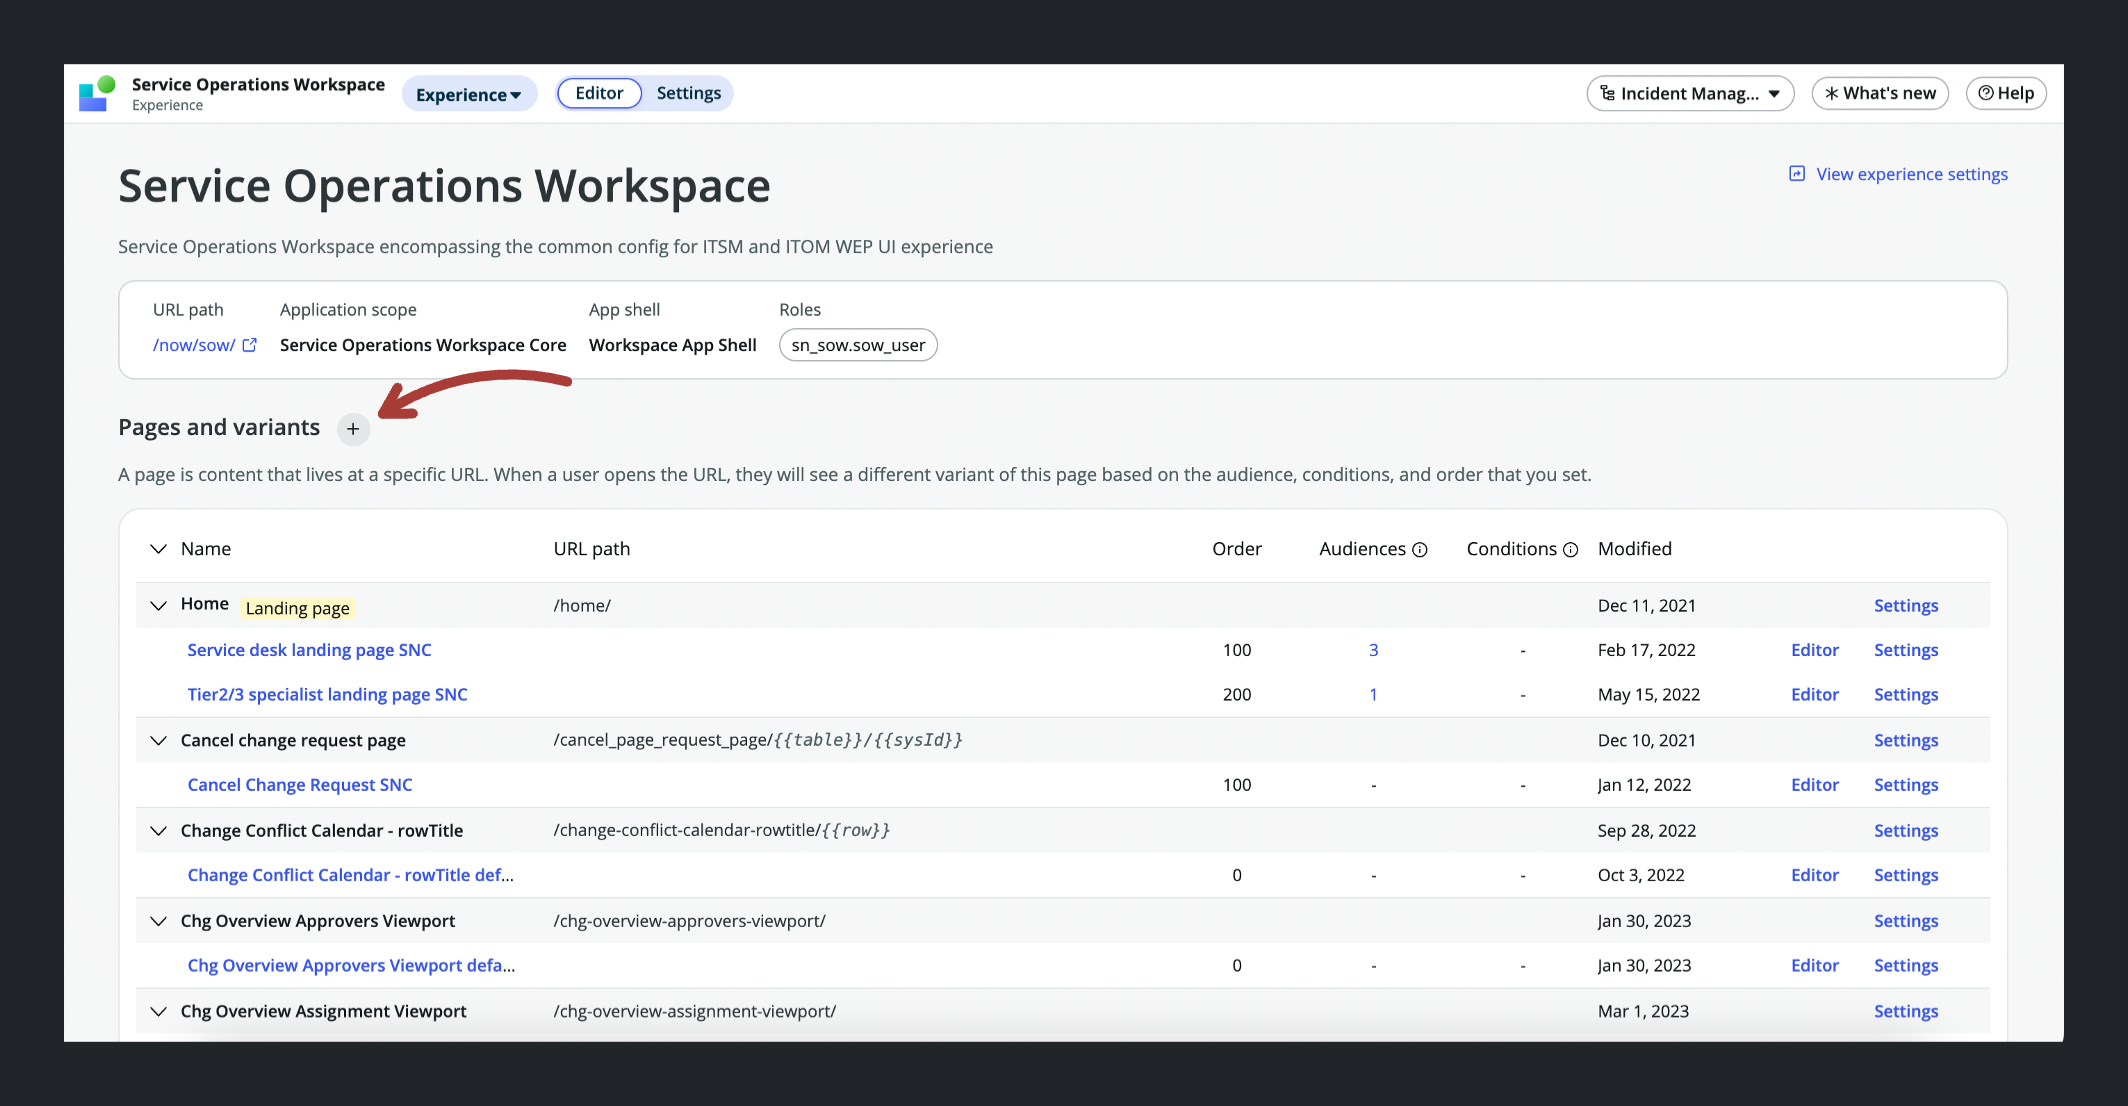 Service Operations Workspace
Experience
Experience
Editor
Settings
Incident Manag...
What's new
Help
Service Operations Workspace
View experience settings
Service Operations Workspace encompassing the common config for ITSM and ITOM WEP UI experience
URL path Application scope App shell Roles
/now/sow/ Service Operations Workspace Core Workspace App Shell sn_sow.sow_user
Pages and variants +
A page is content that lives at a specific URL. When a user opens the URL, they will see a different variant of this page based on the audience, conditions, and order that you set.
Name URL path Order Audiences Conditions Modified
Home Landing page /home/ Dec 11, 2021 Settings
Service desk landing page SNC 100 3 - Feb 17, 2022 Editor Settings
Tier2/3 specialist landing page SNC 200 1 - May 15, 2022 Editor Settings
Cancel change request page /cancel_page_request_page/{{table}}/{{sysId}} Dec 10, 2021 Settings
Cancel Change Request SNC 100 - - Jan 12, 2022 Editor Settings
Change Conflict Calendar - rowTitle /change-conflict-calendar-rowtitle/{{row}} Sep 28, 2022 Settings
Change Conflict Calendar - rowTitle def... 0 - - Oct 3, 2022 Editor Settings
Chg Overview Approvers Viewport /chg-overview-approvers-viewport/ Jan 30, 2023 Settings
Chg Overview Approvers Viewport defa... 0 - - Jan 30, 2023 Editor Settings
Chg Overview Assignment Viewport /chg-overview-assignment-viewport/ Mar 1, 2023 Settings